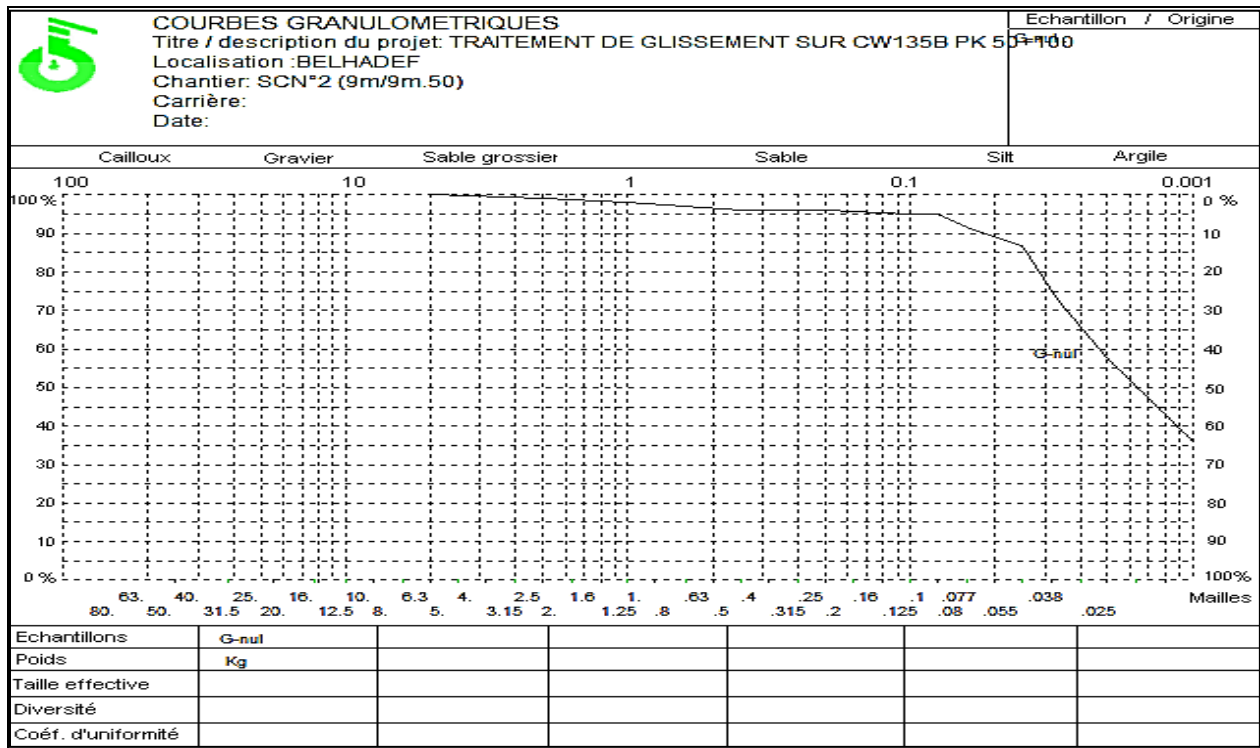 COURBES GRANULOMETRIQUES
Echantillon / Origine
Titre / description du projet: TRAITEMENT DE GLISSEMENT SUR CW135B PK 50+100
G-nul
Localisation :BELHADEF
Chantier: SCN°2 (9m/9m.50)
Carrière:
Date:
Cailloux Gravier Sable grossier Sable Silt Argile
100 10 1 0.1 0.001
100 % 0 %
90 10
80 20
70 30
60 40
G-nul
50 50
40 60
30 70
20 80
10 90
0 % 100%
63. 40. 25. 16. 10. 6.3 4. 2.5 1.6 1. .63 .4 .25 .16 .1 .077 .038 Mailles
80. 50. 31.5 20. 12.5 8. 5. 3.15 2. 1.25 .8 .5 .315 .2 .125 .08 .055 .025
Echantillons G-nul
Poids Kg
Taille effective
Diversité
Coéf. d'uniformité